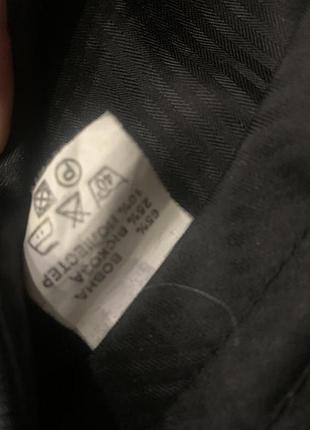 65% ВОВНА
25% ВІСКОЗА
10% ПОЛІЕСТЕР
40°
P